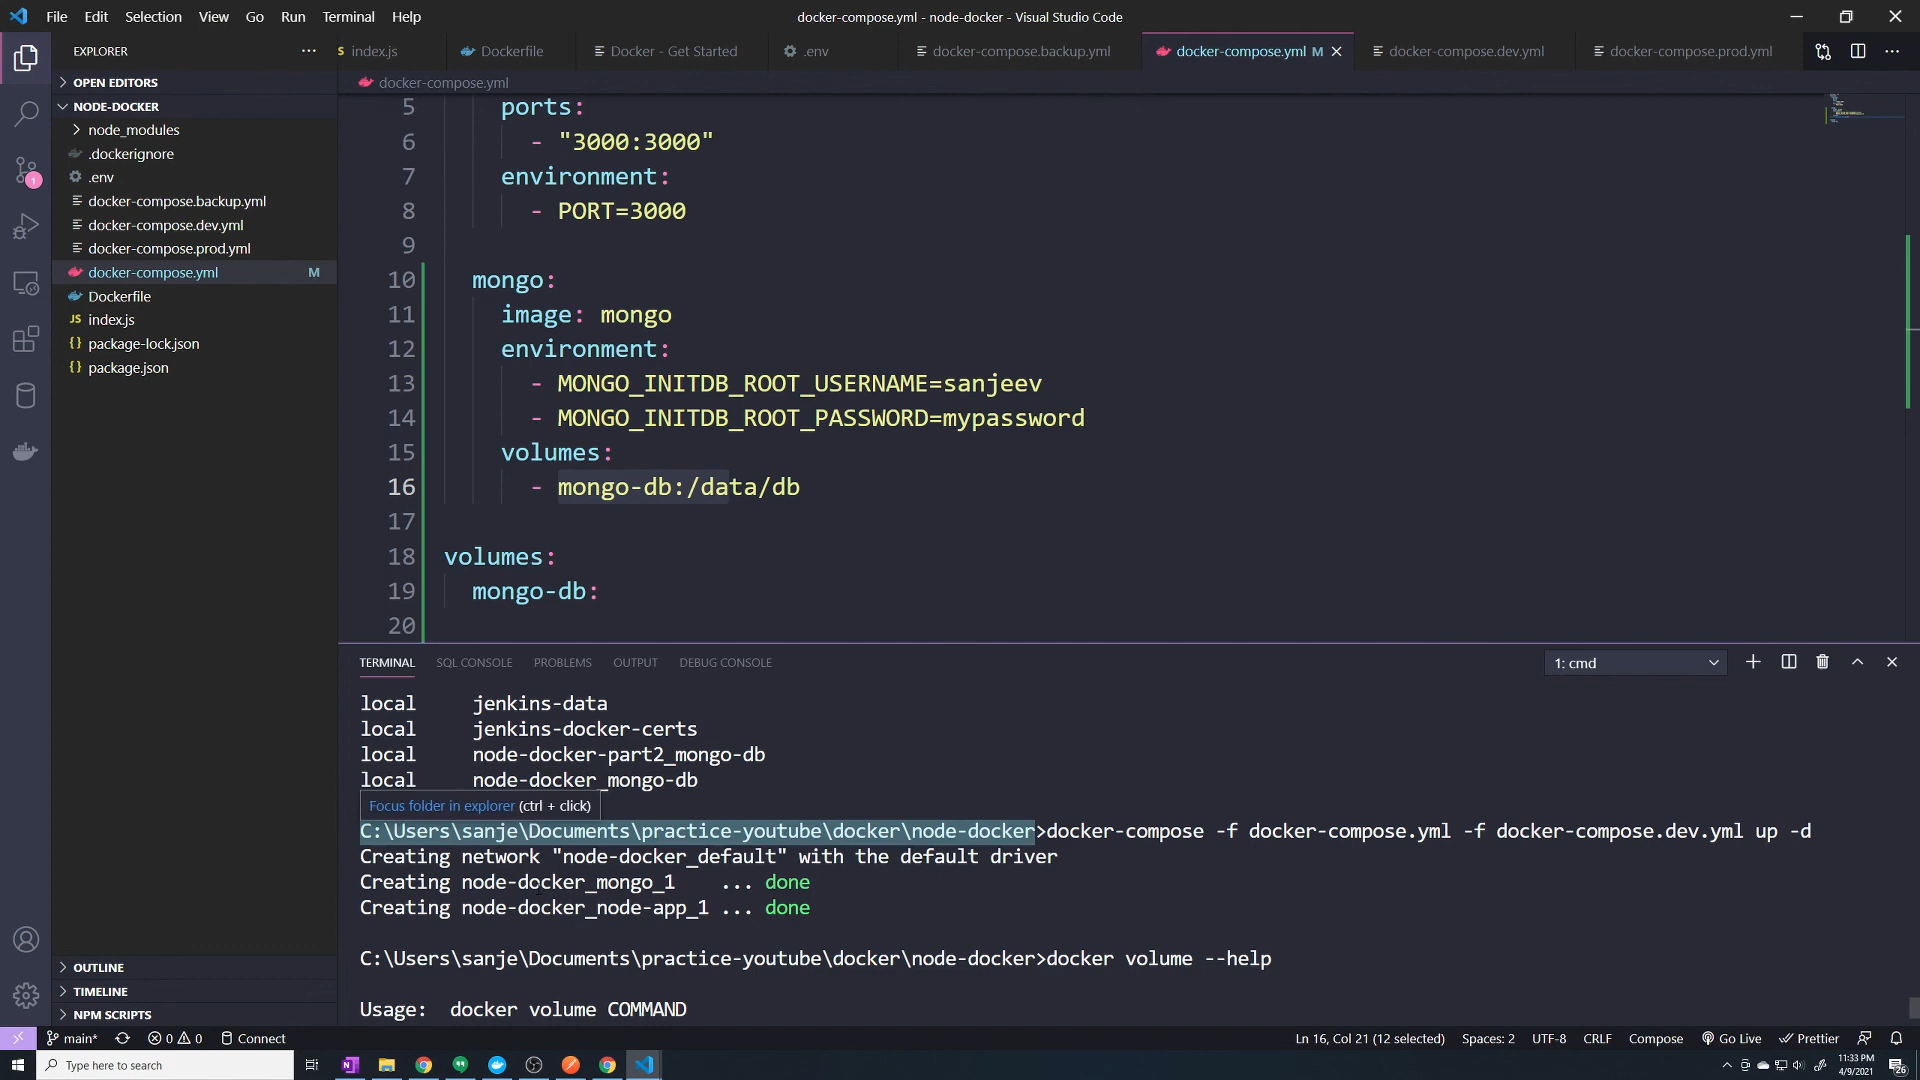 File Edit Selection View Go Run Terminal Help
docker-compose.yml - node-docker - Visual Studio Code
EXPLORER
index.js
Dockerfile
Docker - Get Started
.env
docker-compose.backup.yml
docker-compose.yml M
docker-compose.dev.yml
docker-compose.prod.yml
OPEN EDITORS
NODE-DOCKER
node_modules
.dockerignore
.env
docker-compose.backup.yml
docker-compose.dev.yml
docker-compose.prod.yml
docker-compose.yml M
Dockerfile
JS index.js
{} package-lock.json
{} package.json
OUTLINE
TIMELINE
NPM SCRIPTS
1
docker-compose.yml
5 ports:
6 - "3000:3000"
7 environment:
8 - PORT=3000
9
10 mongo:
11 image: mongo
12 environment:
13 - MONGO_INITDB_ROOT_USERNAME=sanjeev
14 - MONGO_INITDB_ROOT_PASSWORD=mypassword
15 volumes:
16 - mongo-db:/data/db
17
18 volumes:
19 mongo-db:
20
TERMINAL SQL CONSOLE PROBLEMS OUTPUT DEBUG CONSOLE
1: cmd
local jenkins-data
local jenkins-docker-certs
local node-docker-part2_mongo-db
local node-docker_mongo-db
Focus folder in explorer (ctrl + click)
C:\Users\sanje\Documents\practice-youtube\docker\node-docker>docker-compose -f docker-compose.yml -f docker-compose.dev.yml up -d
Creating network "node-docker_default" with the default driver
Creating node-docker_mongo_1 ... done
Creating node-docker_node-app_1 ... done
C:\Users\sanje\Documents\practice-youtube\docker\node-docker>docker volume --help
Usage: docker volume COMMAND
main* 0 0 Connect
Ln 16, Col 21 (12 selected) Spaces: 2 UTF-8 CRLF Compose Go Live Prettier
Type here to search
11:33 PM
4/9/2021
26